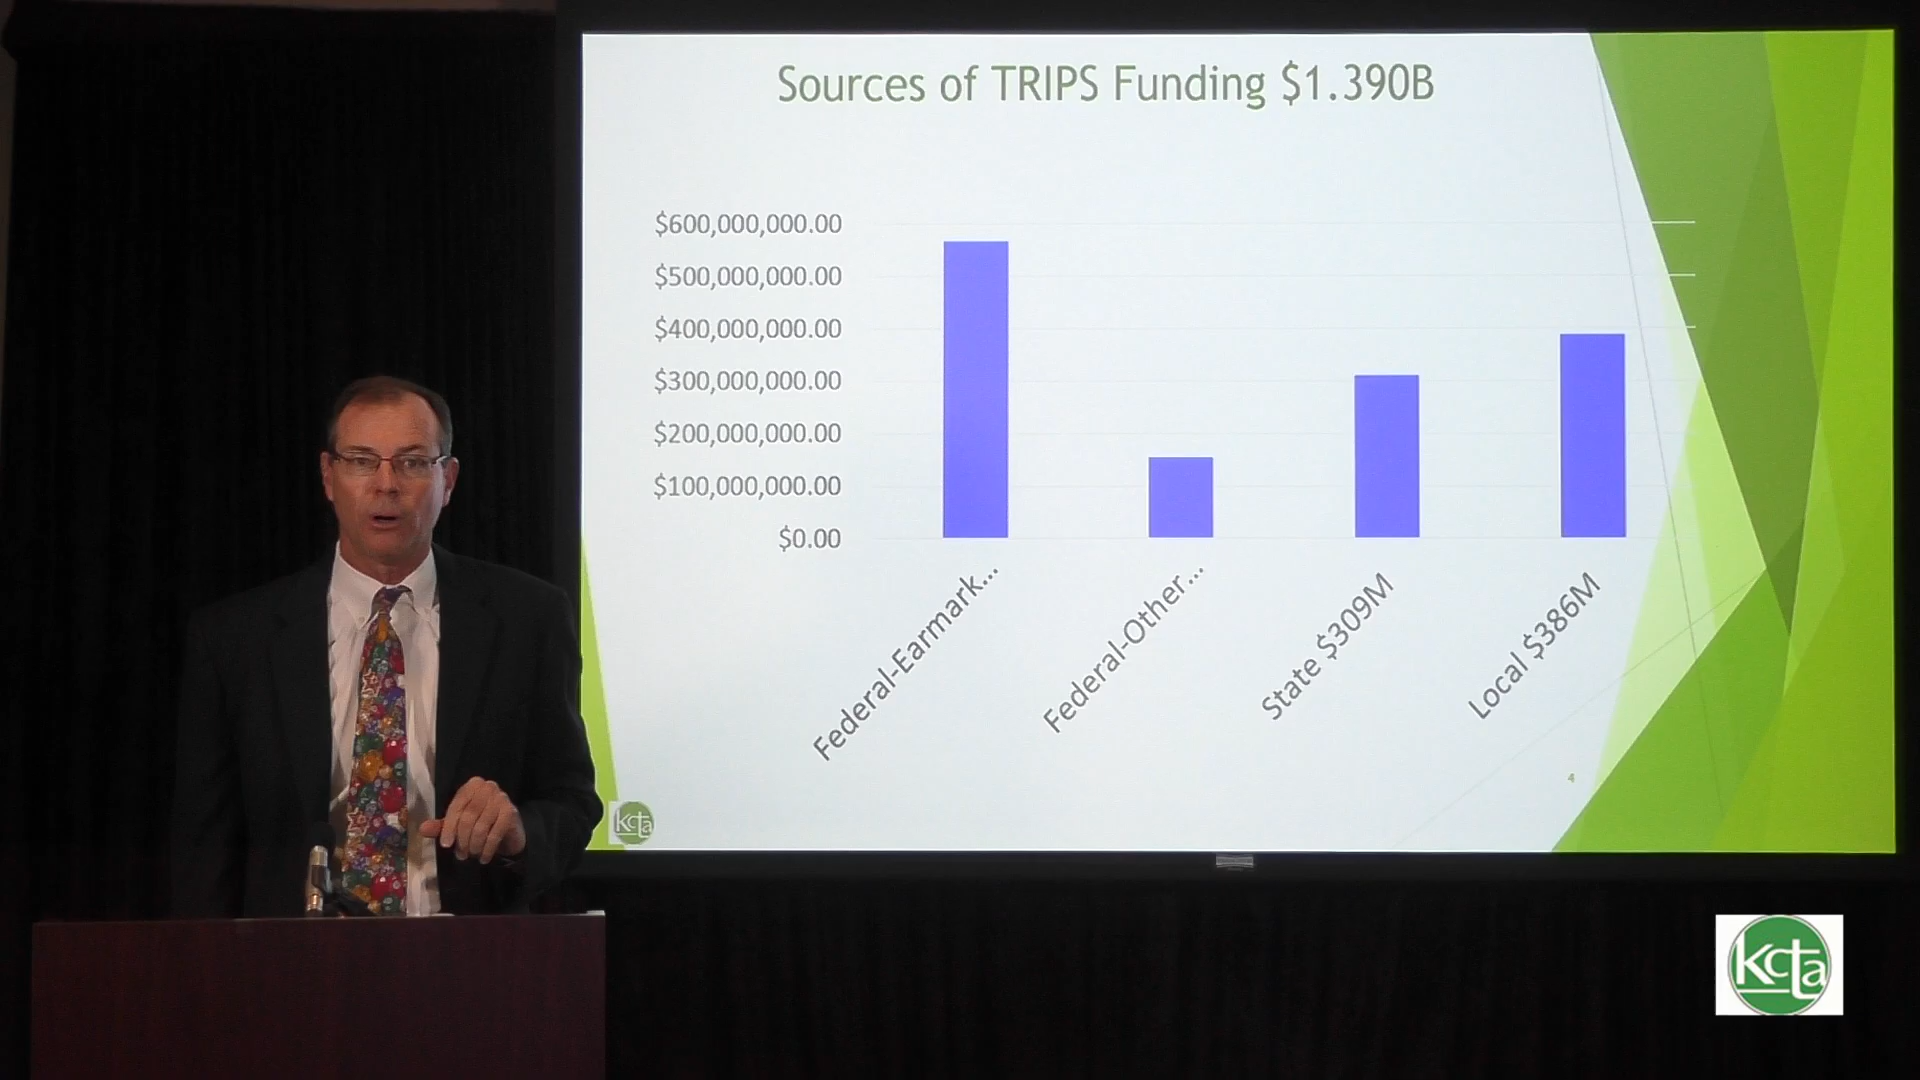 Sources of TRIPS Funding $1.390B
$600,000,000.00
$500,000,000.00
$400,000,000.00
$300,000,000.00
$200,000,000.00
$100,000,000.00
$0.00
Federal-Earmark...
Federal-Other...
State $309M
Local $386M
4
kcta
kcta